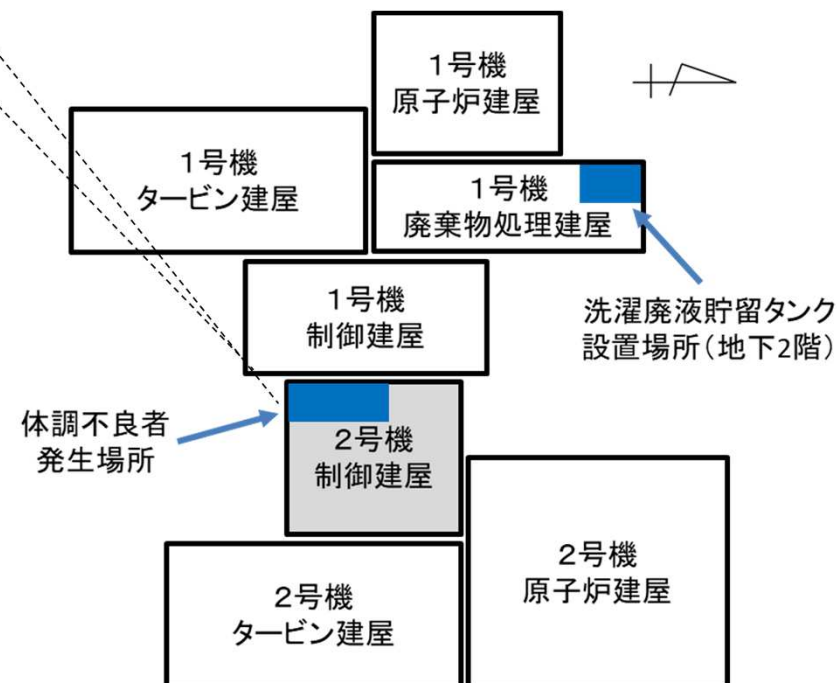 1号機
原子炉建屋
1号機
タービン建屋
1号機
廃棄物処理建屋
洗濯廃液貯留タンク
設置場所(地下2階)
1号機
制御建屋
体調不良者
発生場所
2号機
制御建屋
2号機
原子炉建屋
2号機
タービン建屋